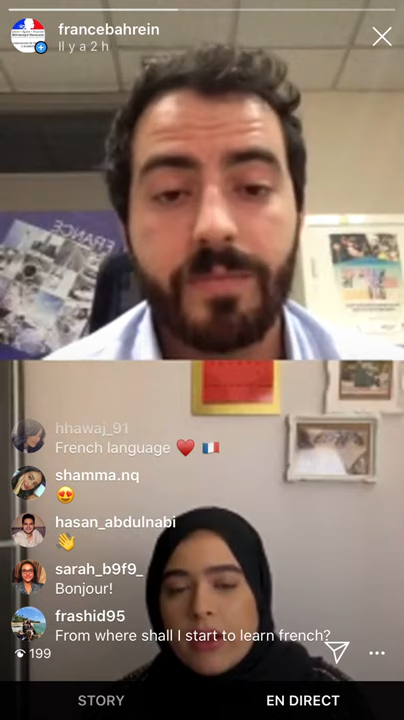 francebahrein
Il y a 2 h
FRANCE
hhawaj_91
French language ❤️ 🇫🇷
shamma.nq
😍
hasan_abdulnabi
👋
sarah_b9f9_
Bonjour!
frashid95
From where shall I start to learn french?
199
STORY
EN DIRECT